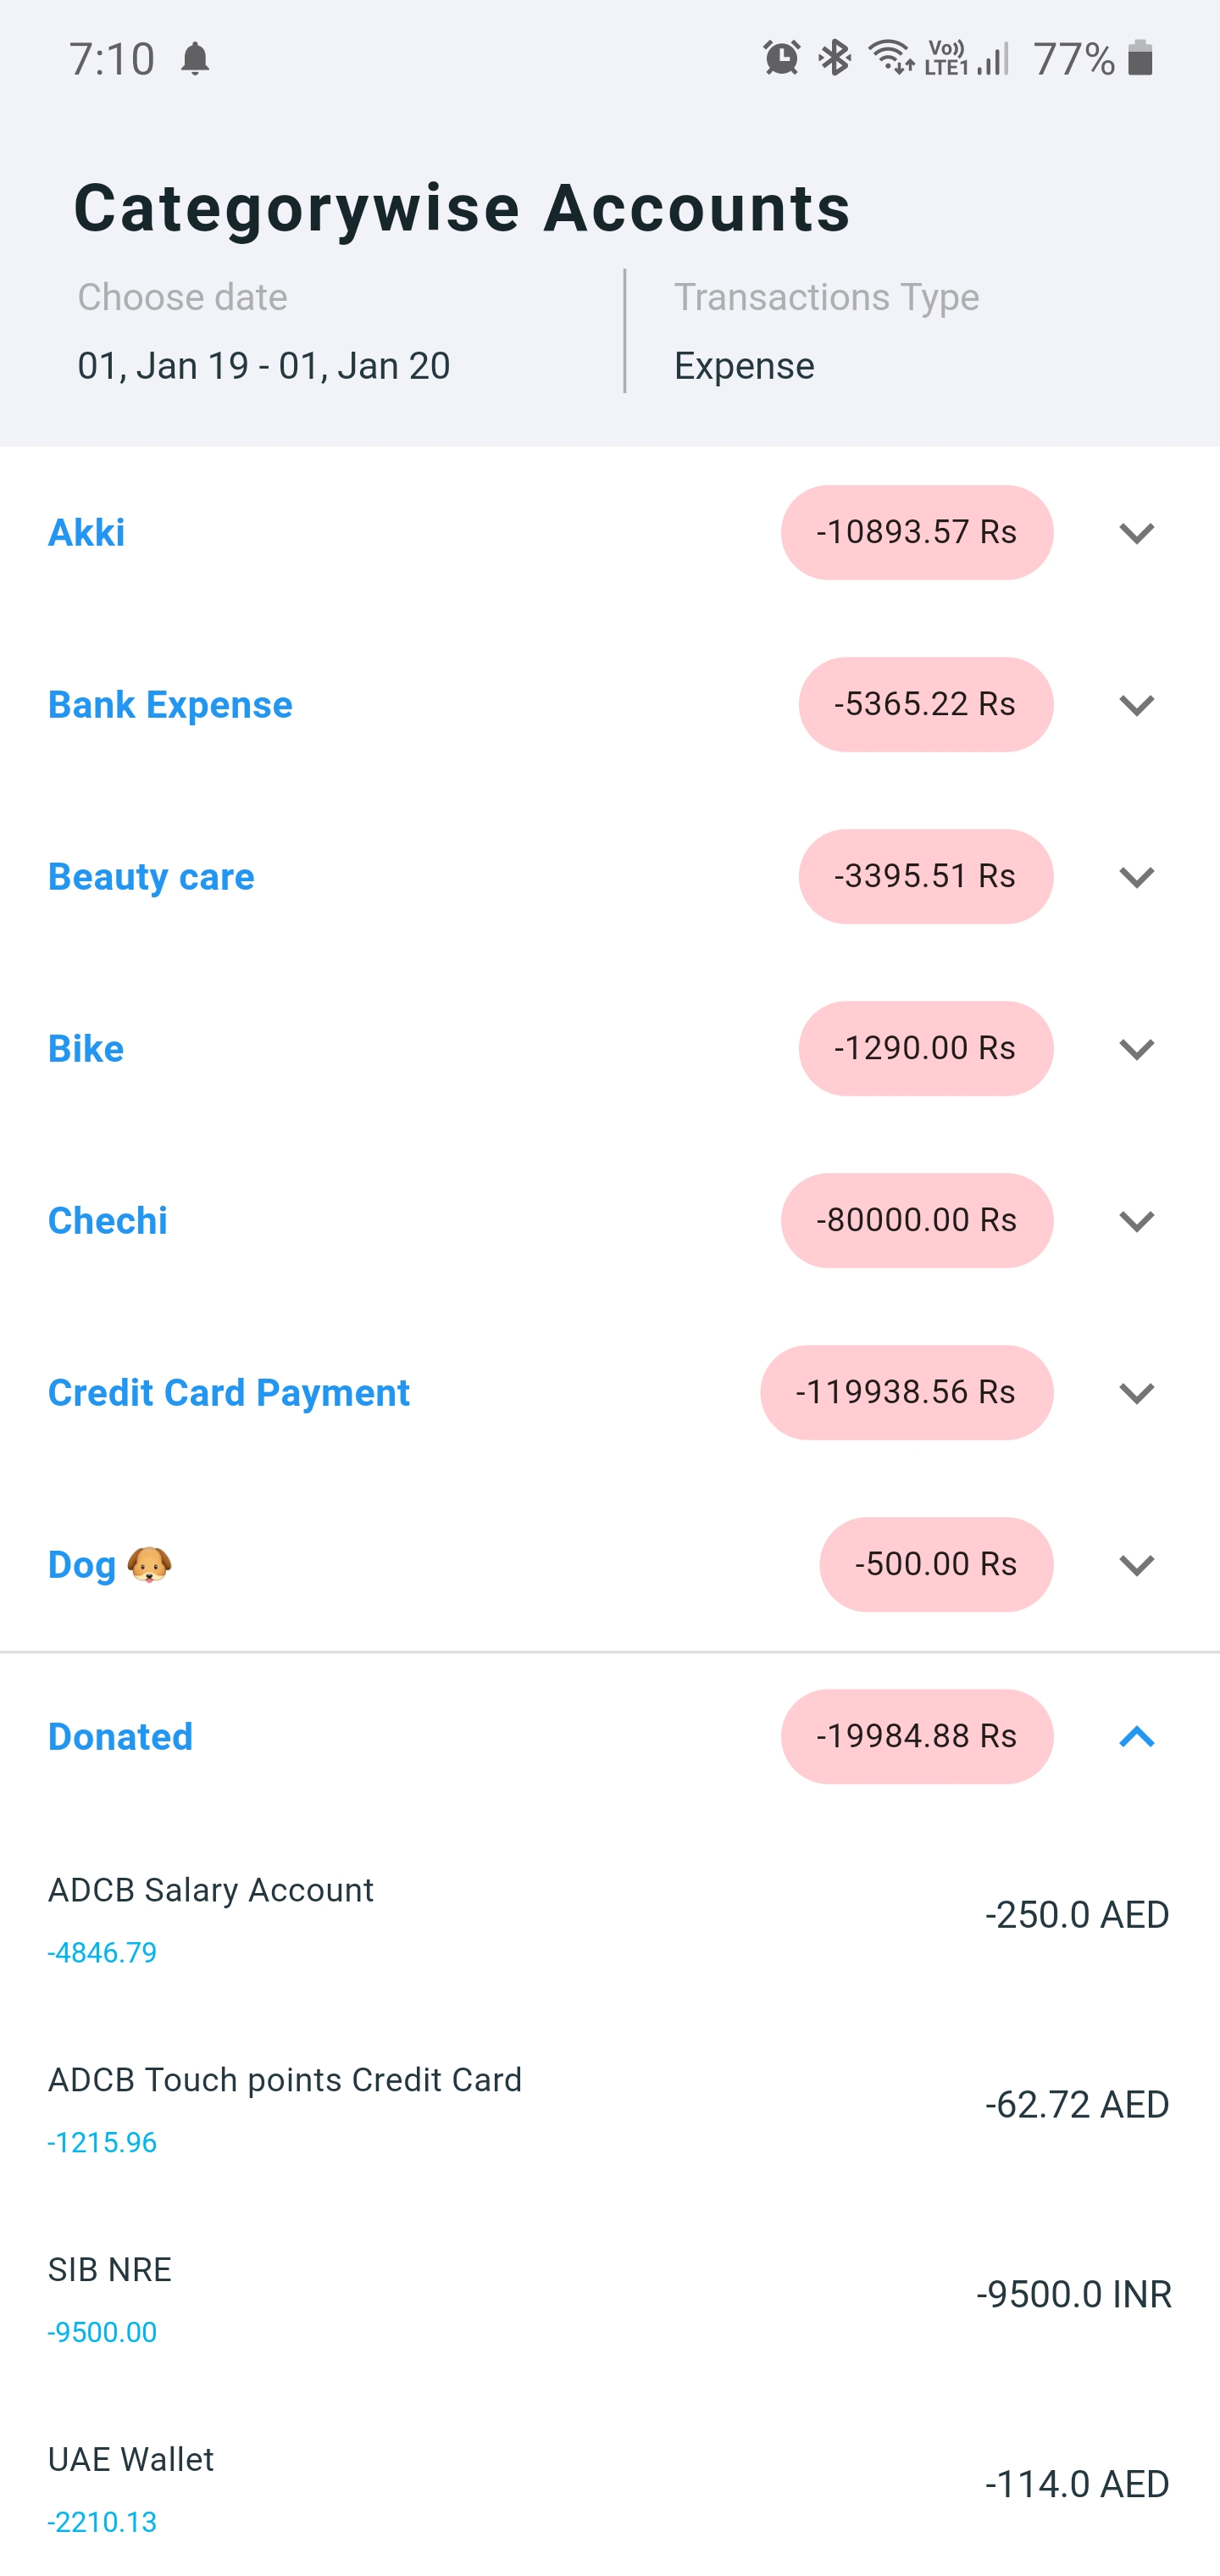 7:10 Vo)) LTE1 77%
Categorywise Accounts
Choose date Transactions Type
01, Jan 19 - 01, Jan 20 Expense
Akki -10893.57 Rs
Bank Expense -5365.22 Rs
Beauty care -3395.51 Rs
Bike -1290.00 Rs
Chechi -80000.00 Rs
Credit Card Payment -119938.56 Rs
Dog 🐶 -500.00 Rs
Donated -19984.88 Rs
ADCB Salary Account -250.0 AED
-4846.79
ADCB Touch points Credit Card -62.72 AED
-1215.96
SIB NRE -9500.0 INR
-9500.00
UAE Wallet -114.0 AED
-2210.13